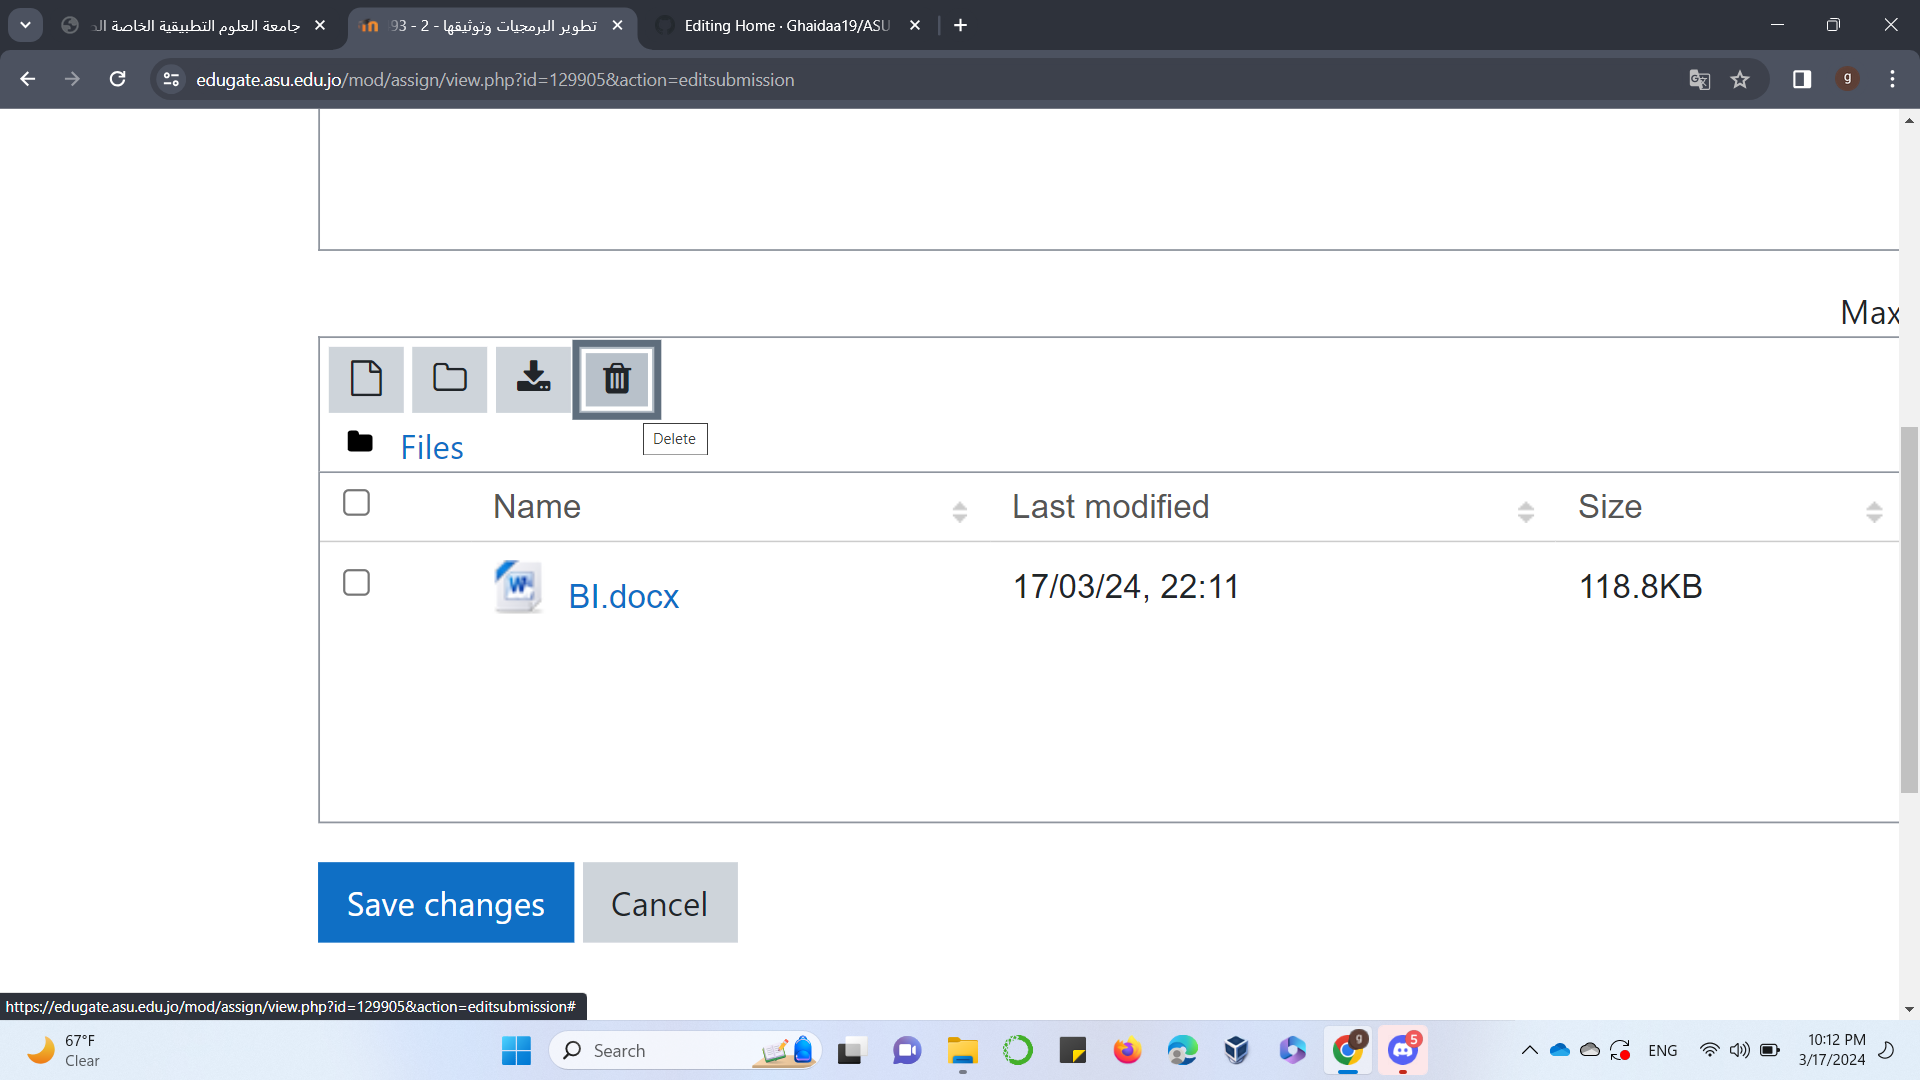 جامعة العلوم التطبيقية الخاصة
تطوير البرمجيات وتوثيقها - 2 - 93
Editing Home · Ghaidaa19/ASU
edugate.asu.edu.jo/mod/assign/view.php?id=129905&action=editsubmission
g
Max
Files
Delete
Name
Last modified
Size
BI.docx
17/03/24, 22:11
118.8KB
Save changes
Cancel
https://edugate.asu.edu.jo/mod/assign/view.php?id=129905&action=editsubmission#
67°F
Clear
Search
g
5
ENG
10:12 PM
3/17/2024